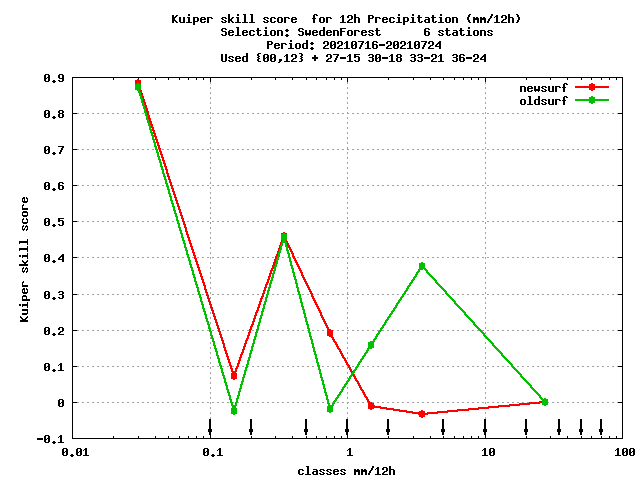 Kuiper skill score  for 12h Precipitation (mm/12h)
Selection: SwedenForest      6 stations
Period: 20210716-20210724
Used {00,12} + 27-15 30-18 33-21 36-24
newsurf
oldsurf
0.9
0.8
0.7
0.6
0.5
0.4
0.3
0.2
0.1
0
-0.1
Kuiper skill score
0.01
0.1
1
10
100
classes mm/12h